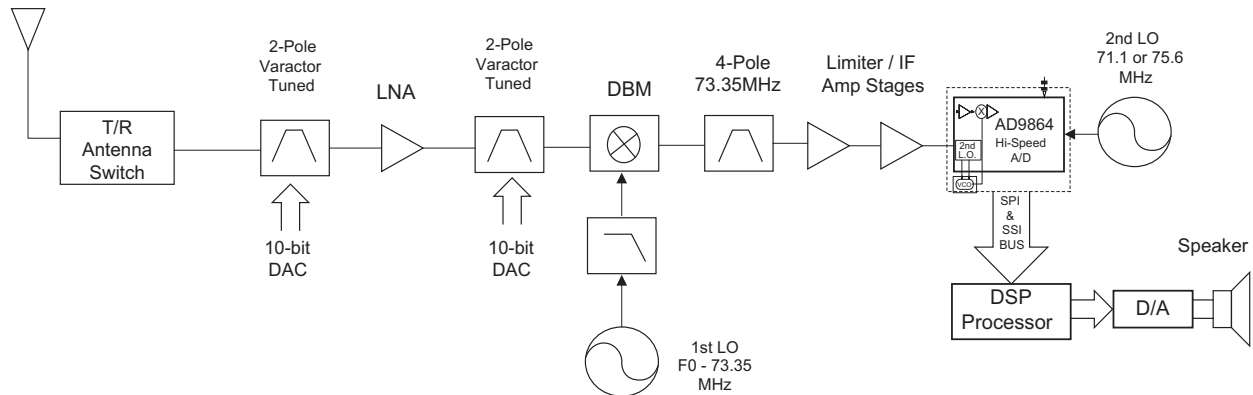 T/R
Antenna
Switch
2-Pole
Varactor
Tuned
10-bit
DAC
LNA
2-Pole
Varactor
Tuned
10-bit
DAC
DBM
1st LO
F0 - 73.35
MHz
4-Pole
73.35MHz
Limiter / IF
Amp Stages
X
AD9864
Hi-Speed
A/D
2nd
L.O.
VCO
2nd LO
71.1 or 75.6
MHz
SPI
&
SSI
BUS
DSP
Processor
D/A
Speaker